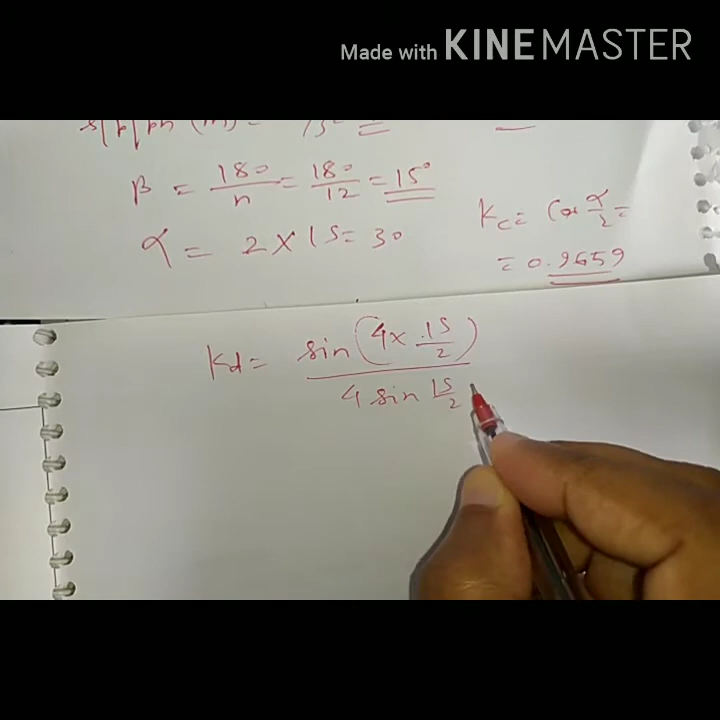 Made with KINEMASTER
β = 180/n = 180/12 = 15°
α = 2 × 15 = 30
Kc = Cos α/2 =
= 0.9659
Kd = sin(4× 15/2) / 4 sin 15/2